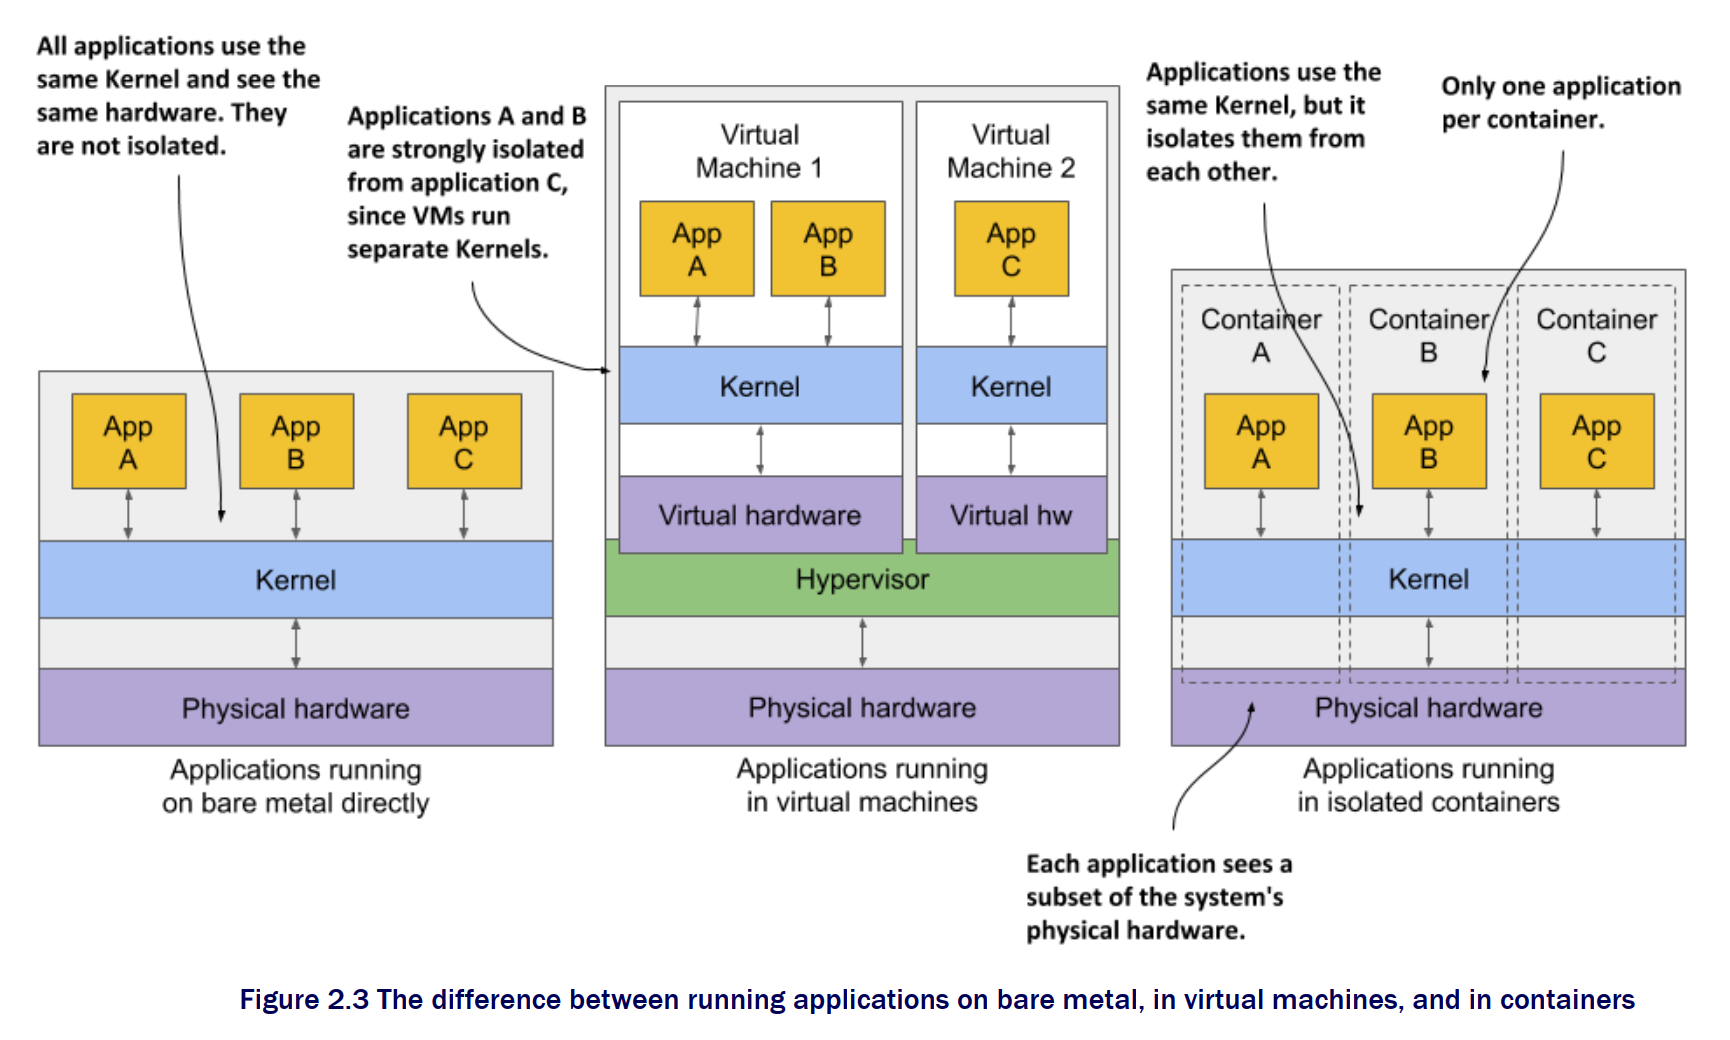 All applications use the
same Kernel and see the
same hardware. They
are not isolated.
App
A
App
B
App
C
Kernel
Physical hardware
Applications running
on bare metal directly
Applications A and B
are strongly isolated
from application C,
since VMs run
separate Kernels.
Virtual
Machine 1
App
A
App
B
Kernel
Virtual hardware
Virtual
Machine 2
App
C
Kernel
Virtual hw
Hypervisor
Physical hardware
Applications running
in virtual machines
Applications use the
same Kernel, but it
isolates them from
each other.
Only one application
per container.
Container
A
App
A
Container
B
App
B
Container
C
App
C
Kernel
Physical hardware
Applications running
in isolated containers
Each application sees a
subset of the system's
physical hardware.
Figure 2.3 The difference between running applications on bare metal, in virtual machines, and in containers